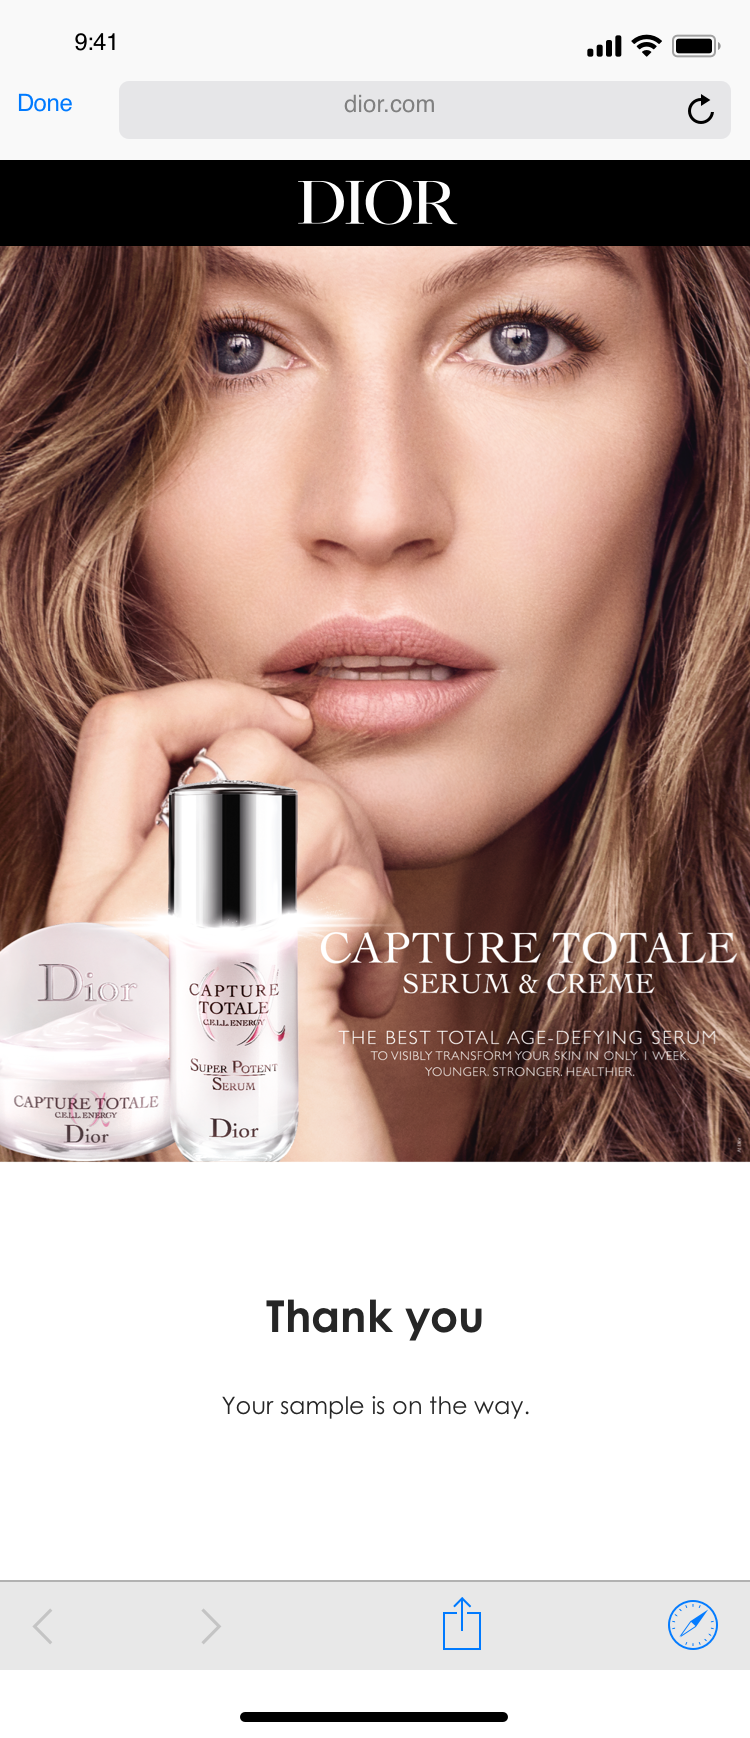 9:41
Done
dior.com
DIOR
CAPTURE TOTALE
SERUM & CREME
THE BEST TOTAL AGE-DEFYING SERUM
TO VISIBLY TRANSFORM YOUR SKIN IN ONLY 1 WEEK.
YOUNGER. STRONGER. HEALTHIER.
Dior
CAPTURE TOTALE
C.E.L.L. ENERGY
Dior
CAPTURE
TOTALE
C.E.L.L. ENERGY
SUPER POTENT
SERUM
Dior
Thank you
Your sample is on the way.